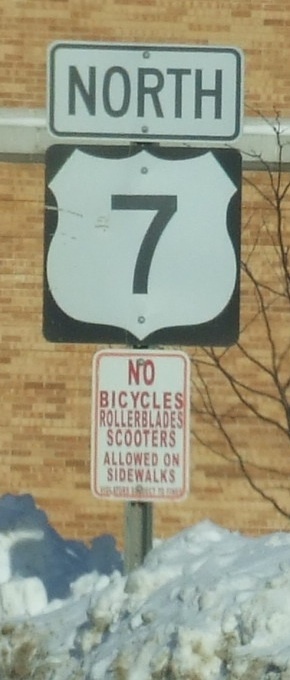 NORTH
7
NO
BICYCLES
ROLLERBLADES
SCOOTERS
ALLOWED ON
SIDEWALKS